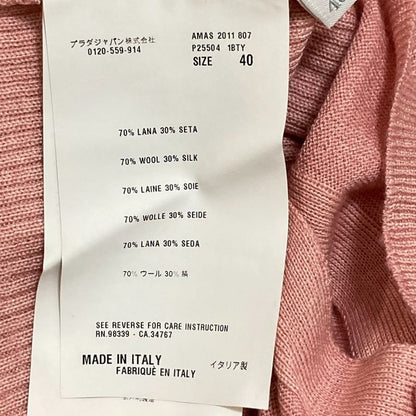 プラダジャパン株式会社
0120-559-914
AMAS 2011 807
P25504 1BTY
SIZE 40
70% LANA 30% SETA
70% WOOL 30% SILK
70% LAINE 30% SOIE
70% WOLLE 30% SEIDE
70% LANA 30% SEDA
70% ウール 30% 絹
SEE REVERSE FOR CARE INSTRUCTION
RN.98339 - CA.34767
MADE IN ITALY
イタリア製
FABRIQUÉ EN ITALY